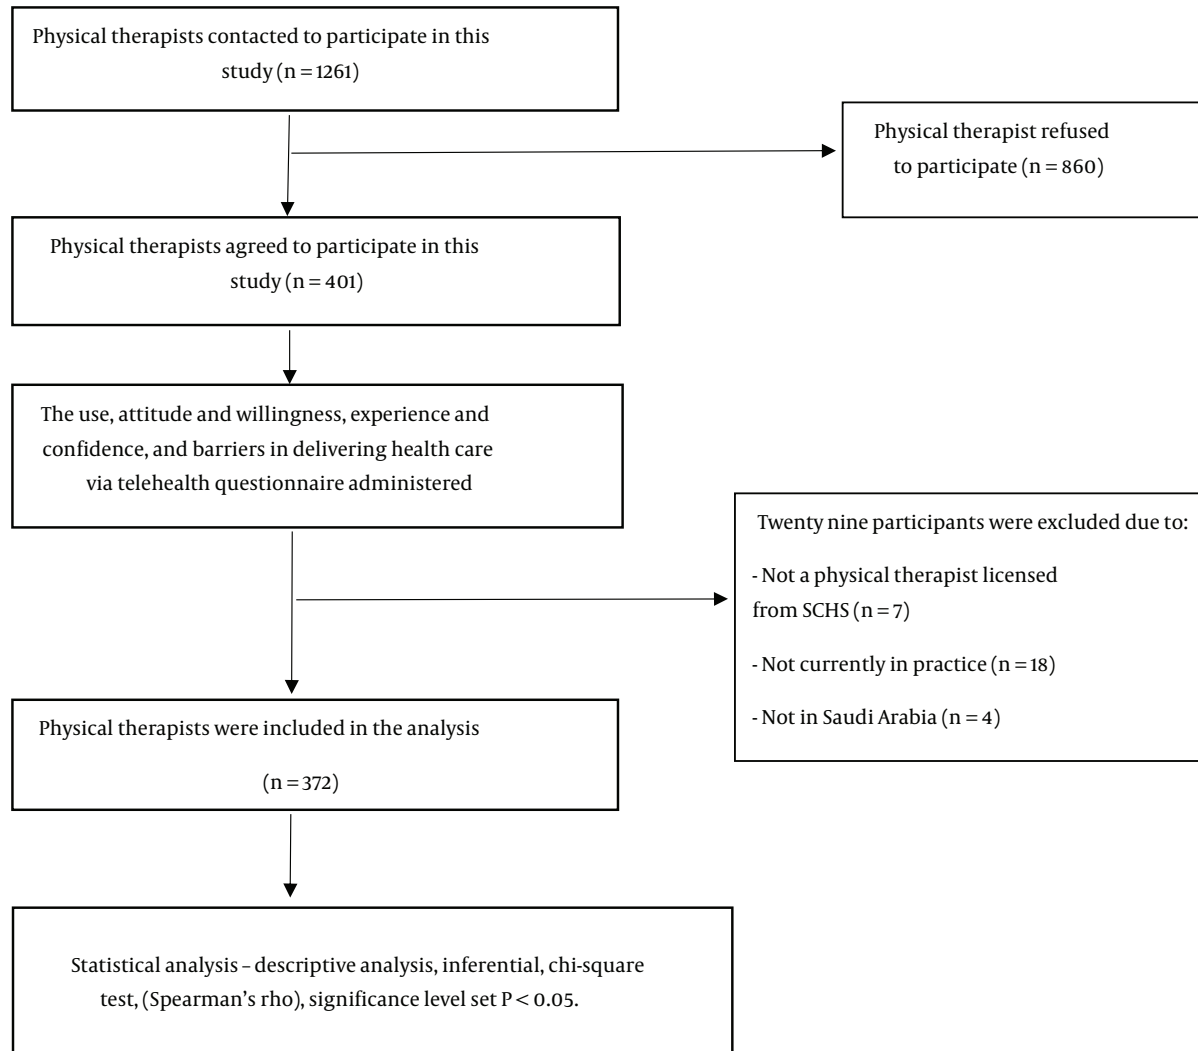 Physical therapists contacted to participate in this
study (n = 1261)
Physical therapist refused
to participate (n = 860)
Physical therapists agreed to participate in this
study (n = 401)
The use, attitude and willingness, experience and
confidence, and barriers in delivering health care
via telehealth questionnaire administered
Twenty nine participants were excluded due to:
- Not a physical therapist licensed
from SCHS (n = 7)
- Not currently in practice (n = 18)
- Not in Saudi Arabia (n = 4)
Physical therapists were included in the analysis
(n = 372)
Statistical analysis – descriptive analysis, inferential, chi-square
test, (Spearman’s rho), significance level set P < 0.05.